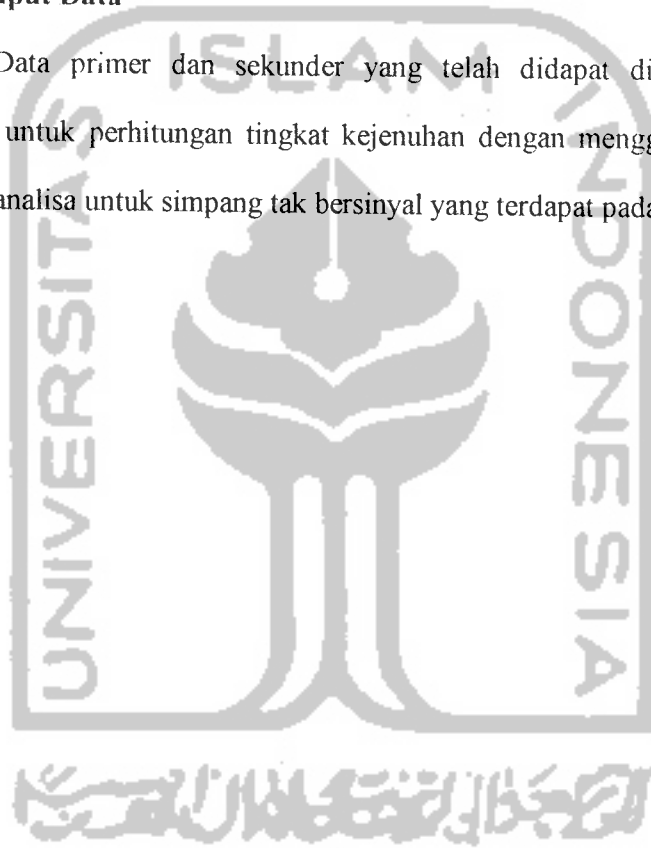 put Data
Data primer dan sekunder yang telah didapat di
untuk perhitungan tingkat kejenuhan dengan mengg
analisa untuk simpang tak bersinyal yang terdapat pada
ISLAM
UNIVERSITAS
INDONESIA